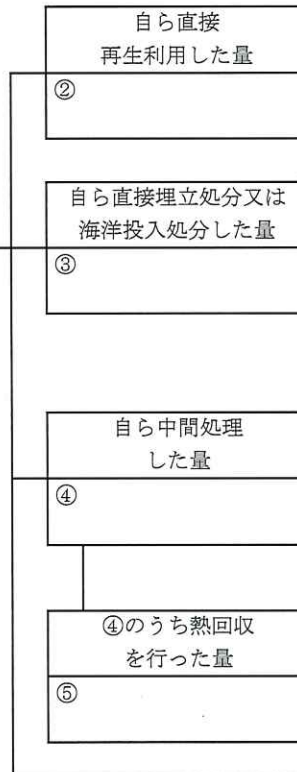 自ら直接
再生利用した量
②
自ら直接埋立処分又は
海洋投入処分した量
③
自ら中間処理
した量
④
④のうち熱回収
を行った量
⑤